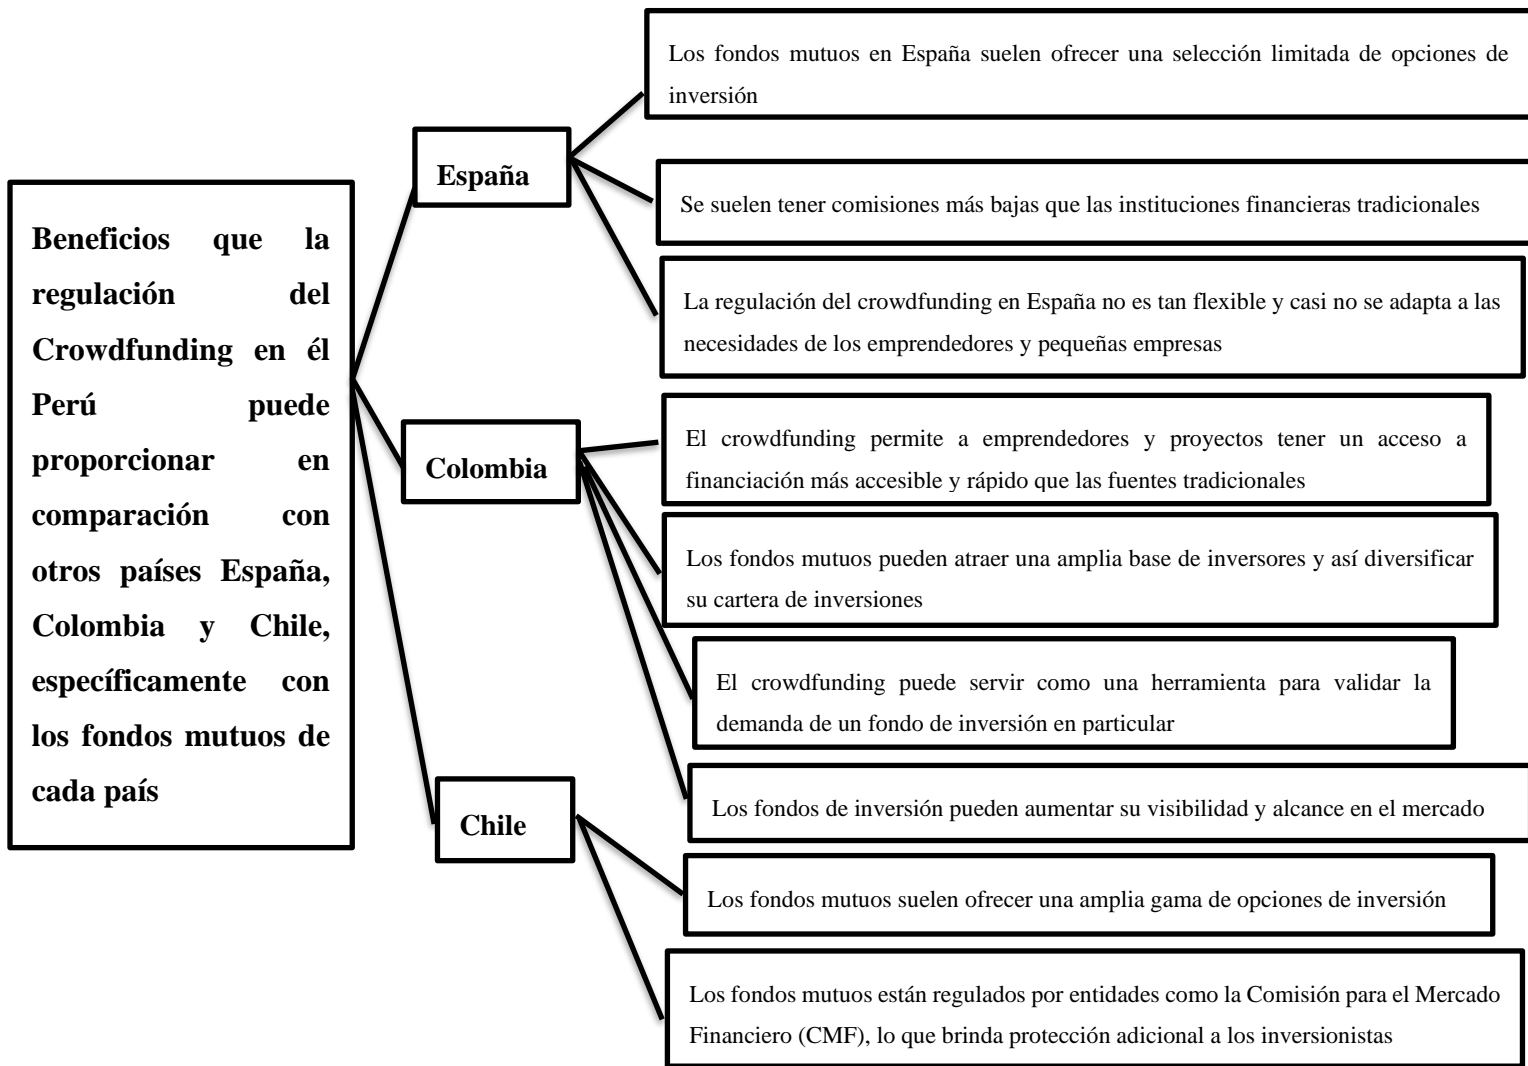 Beneficios que la
regulación del
Crowdfunding en él
Perú puede
proporcionar en
comparación con
otros países España,
Colombia y Chile,
específicamente con
los fondos mutuos de
cada país
España
Los fondos mutuos en España suelen ofrecer una selección limitada de opciones de
inversión
Se suelen tener comisiones más bajas que las instituciones financieras tradicionales
La regulación del crowdfunding en España no es tan flexible y casi no se adapta a las
necesidades de los emprendedores y pequeñas empresas
Colombia
El crowdfunding permite a emprendedores y proyectos tener un acceso a
financiación más accesible y rápido que las fuentes tradicionales
Los fondos mutuos pueden atraer una amplia base de inversores y así diversificar
su cartera de inversiones
El crowdfunding puede servir como una herramienta para validar la
demanda de un fondo de inversión en particular
Los fondos de inversión pueden aumentar su visibilidad y alcance en el mercado
Chile
Los fondos mutuos suelen ofrecer una amplia gama de opciones de inversión
Los fondos mutuos están regulados por entidades como la Comisión para el Mercado
Financiero (CMF), lo que brinda protección adicional a los inversionistas